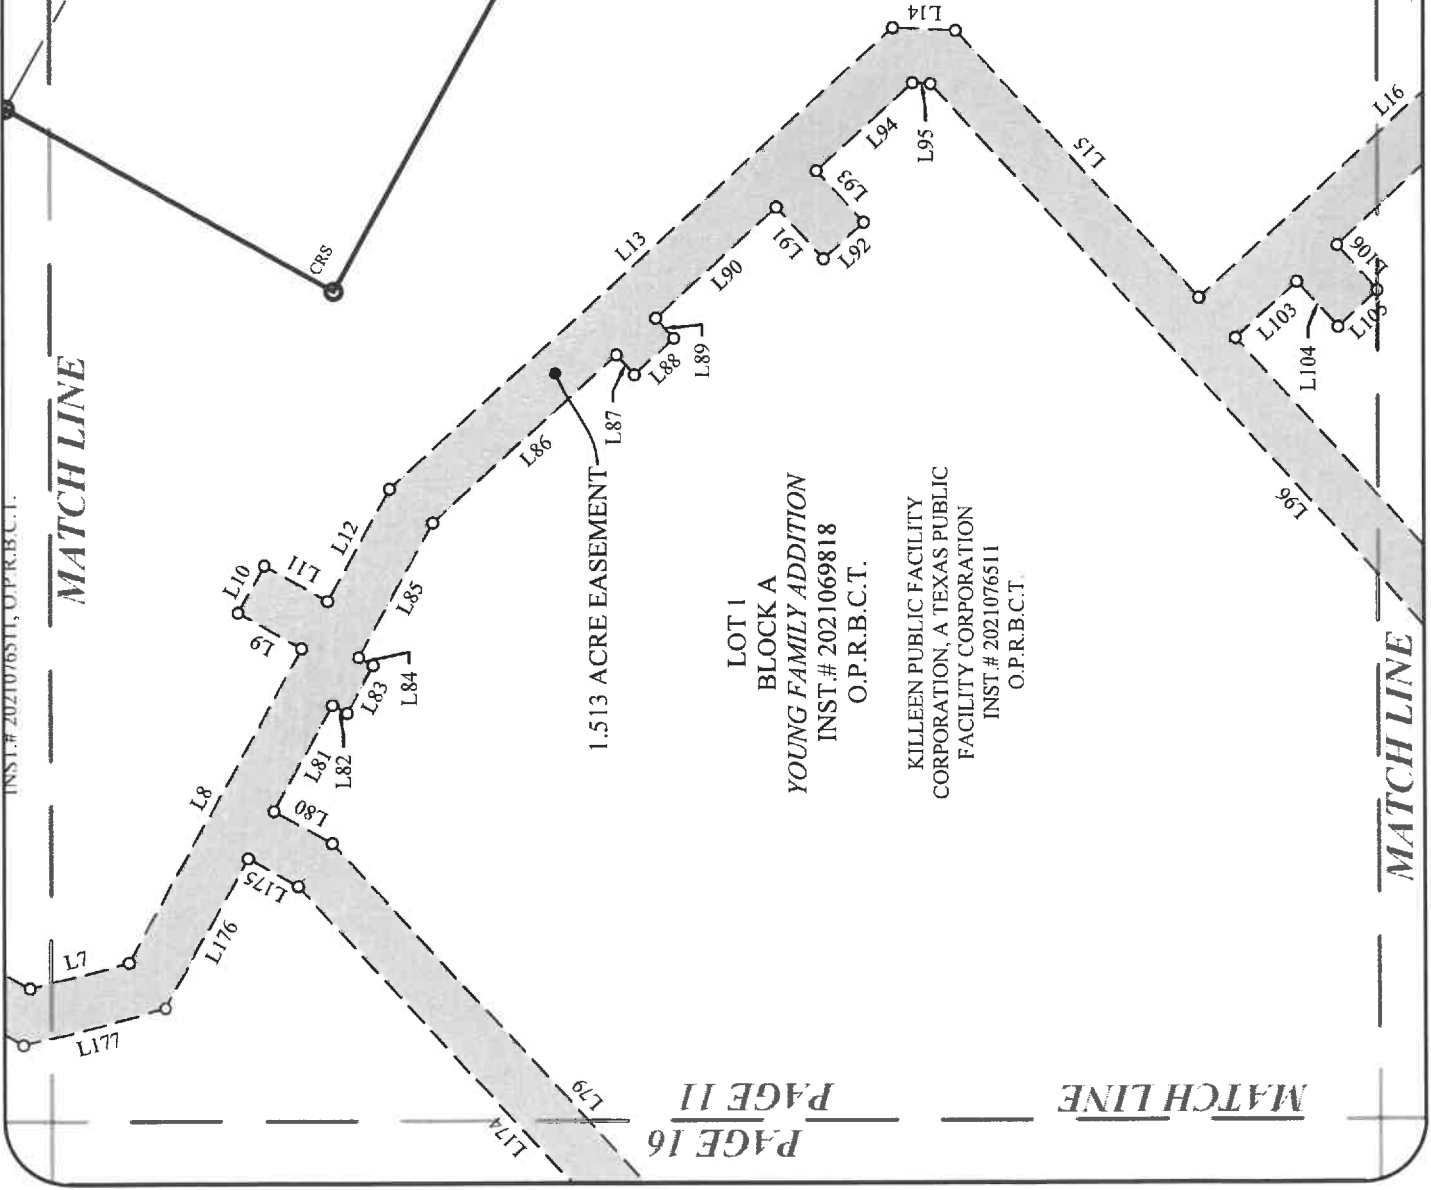 INST.# 2021076511, O.P.R.B.C.T.
MATCH LINE
CRS
L14
L13
L94
L95
L93
L15
L16
L91
L92
L90
L89
L88
L87
L86
L106
L103
L105
L104
L96
L12
L11
L10
L9
L85
L84
L83
L82
L81
L80
L8
L175
L176
L7
L177
L79
L174
1.513 ACRE EASEMENT
LOT 1
BLOCK A
YOUNG FAMILY ADDITION
INST.# 2021069818
O.P.R.B.C.T.
KILLEEN PUBLIC FACILITY
CORPORATION, A TEXAS PUBLIC
FACILITY CORPORATION
INST.# 2021076511
O.P.R.B.C.T.
MATCH LINE
PAGE 11
PAGE 16
MATCH LINE